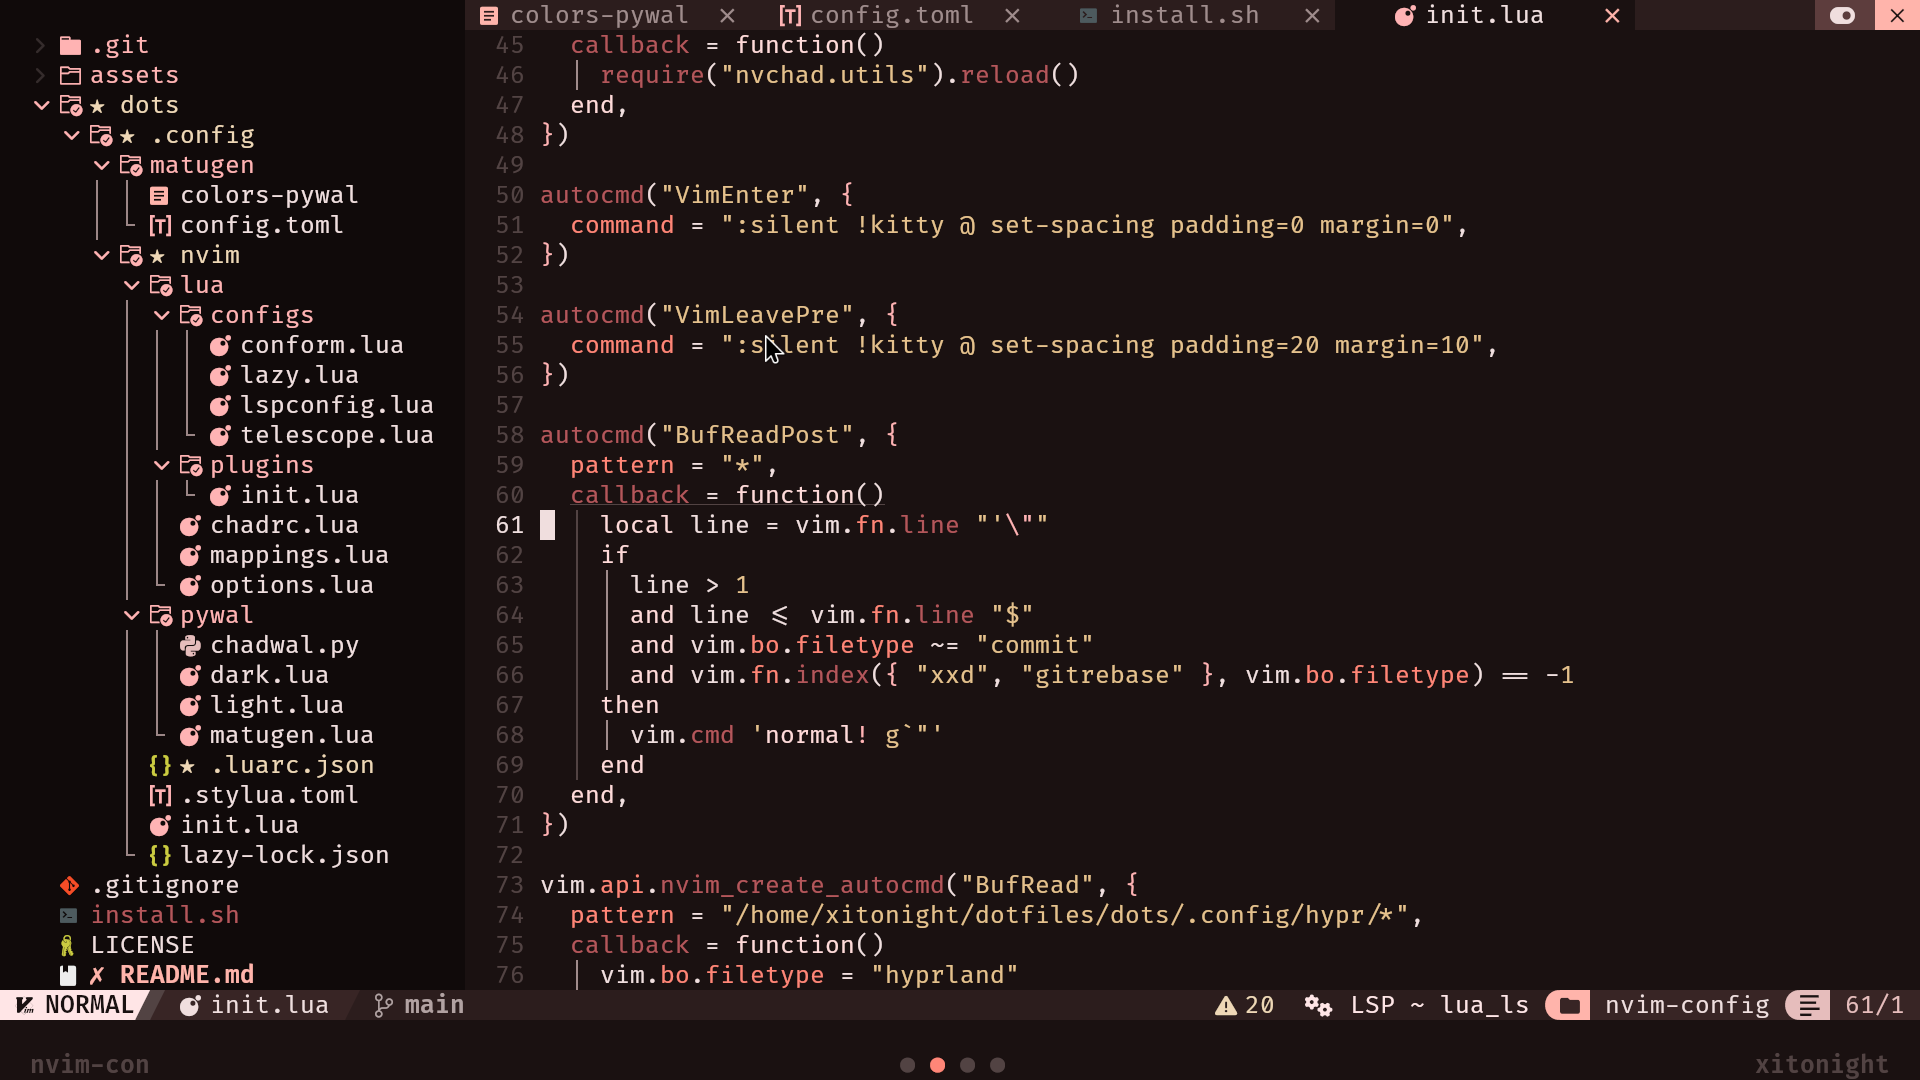 colors-pywal
config.toml
install.sh
init.lua
.git
assets
dots
.config
matugen
colors-pywal
config.toml
nvim
lua
configs
conform.lua
lazy.lua
lspconfig.lua
telescope.lua
plugins
init.lua
chadrc.lua
mappings.lua
options.lua
pywal
chadwal.py
dark.lua
light.lua
matugen.lua
{} ★ .luarc.json
[T] .stylua.toml
init.lua
{} lazy-lock.json
.gitignore
install.sh
LICENSE
✗ README.md
45 callback = function()
46 require("nvchad.utils").reload()
47 end,
48 })
49
50 autocmd("VimEnter", {
51 command = ":silent !kitty @ set-spacing padding=0 margin=0",
52 })
53
54 autocmd("VimLeavePre", {
55 command = ":silent !kitty @ set-spacing padding=20 margin=10",
56 })
57
58 autocmd("BufReadPost", {
59 pattern = "*",
60 callback = function()
61 local line = vim.fn.line "'\""
62 if
63 line > 1
64 and line <= vim.fn.line "$"
65 and vim.bo.filetype ~= "commit"
66 and vim.fn.index({ "xxd", "gitrebase" }, vim.bo.filetype) == -1
67 then
68 vim.cmd 'normal! g`"'
69 end
70 end,
71 })
72
73 vim.api.nvim_create_autocmd("BufRead", {
74 pattern = "/home/xitonight/dotfiles/dots/.config/hypr/*",
75 callback = function()
76 vim.bo.filetype = "hyprland"
NORMAL init.lua main 20 LSP ~ lua_ls nvim-config 61/1
nvim-con xitonight